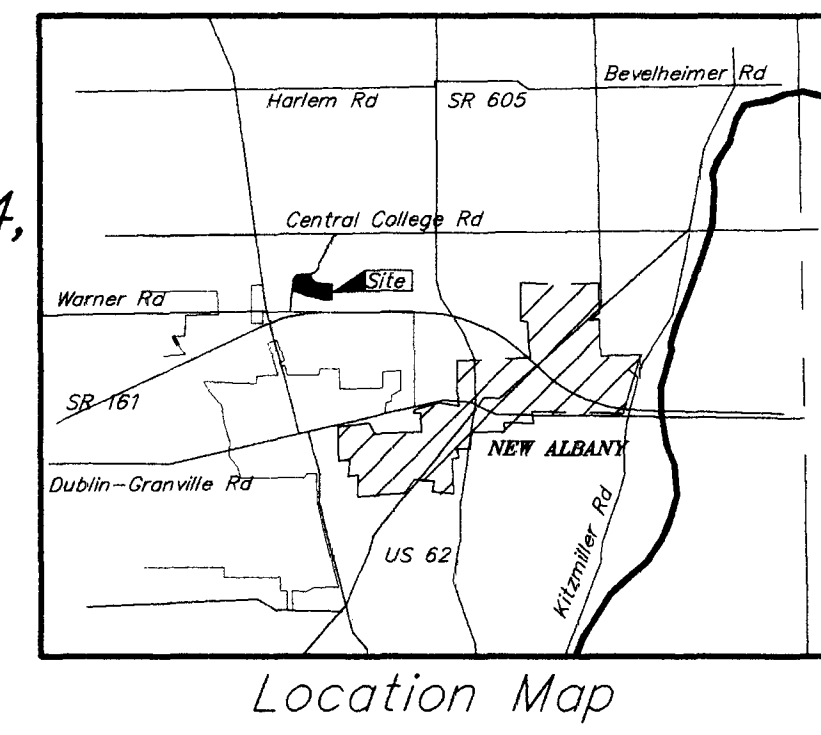 4,
Bevelheimer Rd
Harlem Rd
SR 605
Central College Rd
Site
Warner Rd
SR 161
NEW ALBANY
Dublin-Granville Rd
Kitzmiller Rd
US 62
Location Map